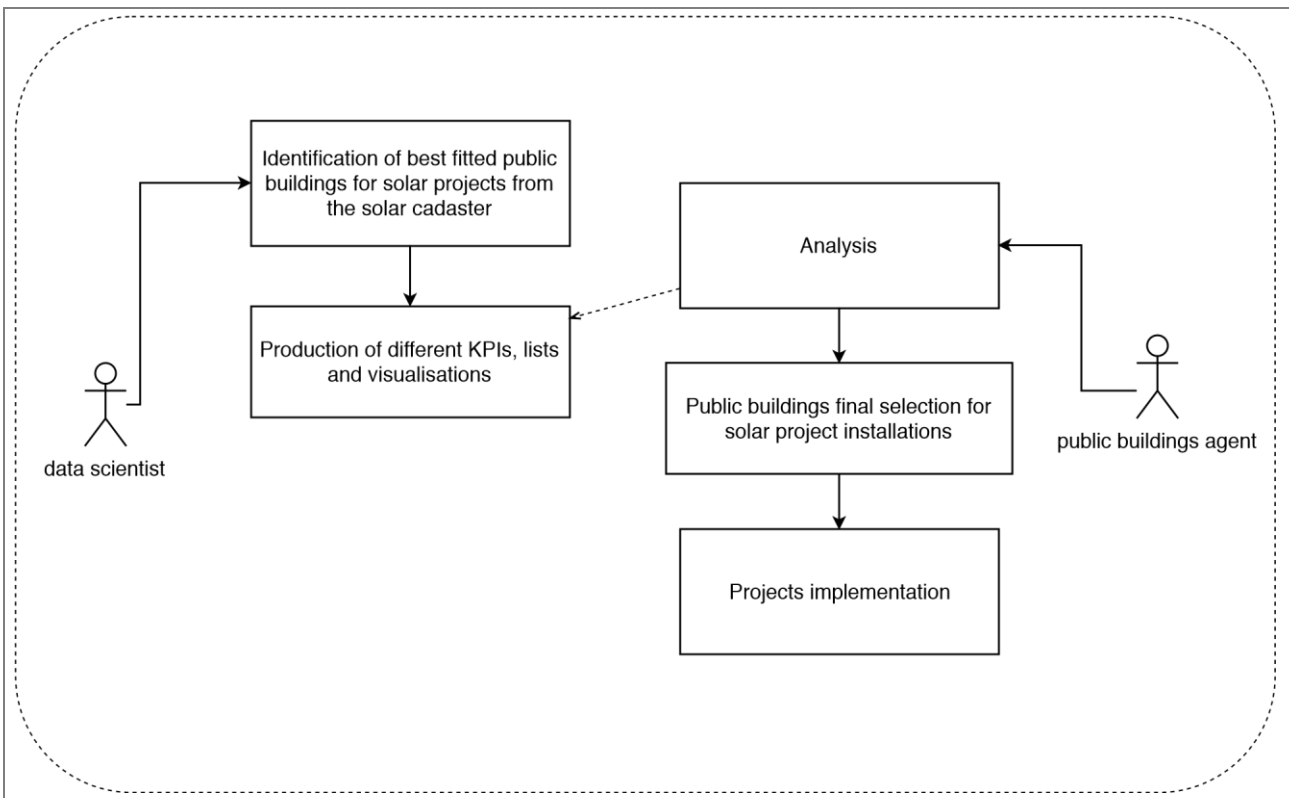 Identification of best fitted public
buildings for solar projects from
the solar cadaster
Production of different KPIs, lists
and visualisations
data scientist
Analysis
Public buildings final selection for
solar project installations
Projects implementation
public buildings agent